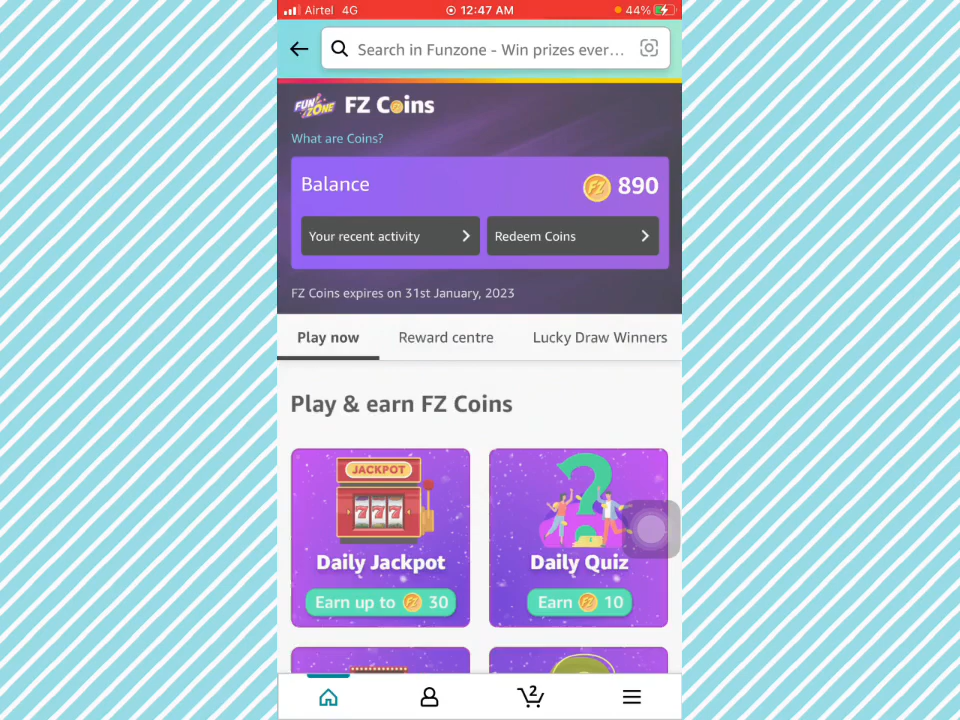 Airtel 4G 12:47 AM 44%
Search in Funzone - Win prizes ever...
FUN ZONE FZ Coins
What are Coins?
Balance FZ 890
Your recent activity Redeem Coins
FZ Coins expires on 31st January, 2023
Play now Reward centre Lucky Draw Winners
Play & earn FZ Coins
JACKPOT
777
Daily Jackpot Daily Quiz
Earn up to FZ 30 Earn FZ 10
2